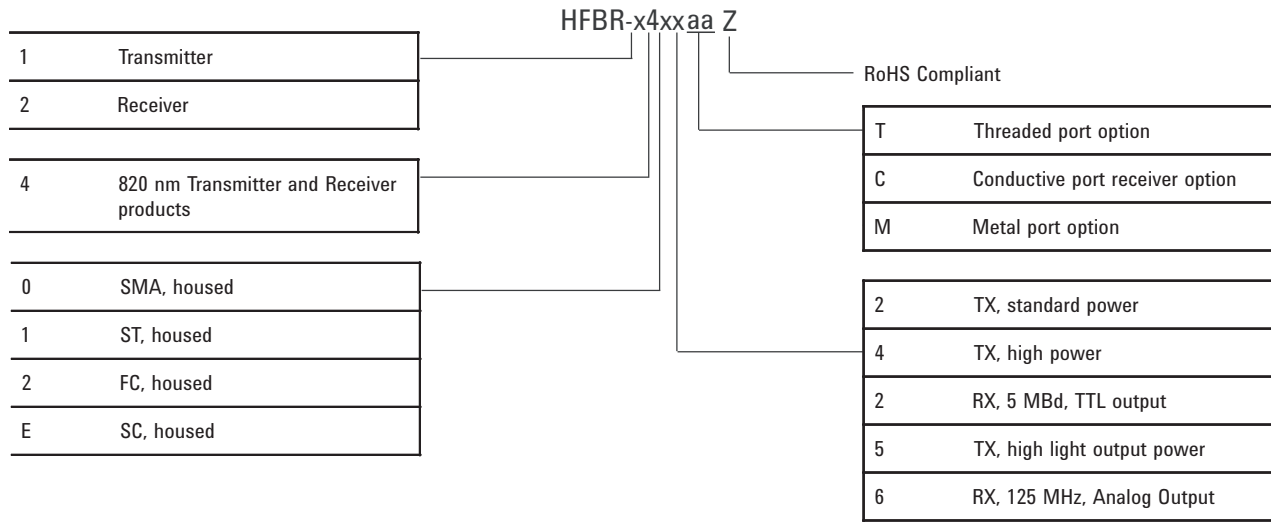 HFBR-x4xxaa Z
1 Transmitter
2 Receiver
4 820 nm Transmitter and Receiver
products
0 SMA, housed
1 ST, housed
2 FC, housed
E SC, housed
RoHS Compliant
T Threaded port option
C Conductive port receiver option
M Metal port option
2 TX, standard power
4 TX, high power
2 RX, 5 MBd, TTL output
5 TX, high light output power
6 RX, 125 MHz, Analog Output